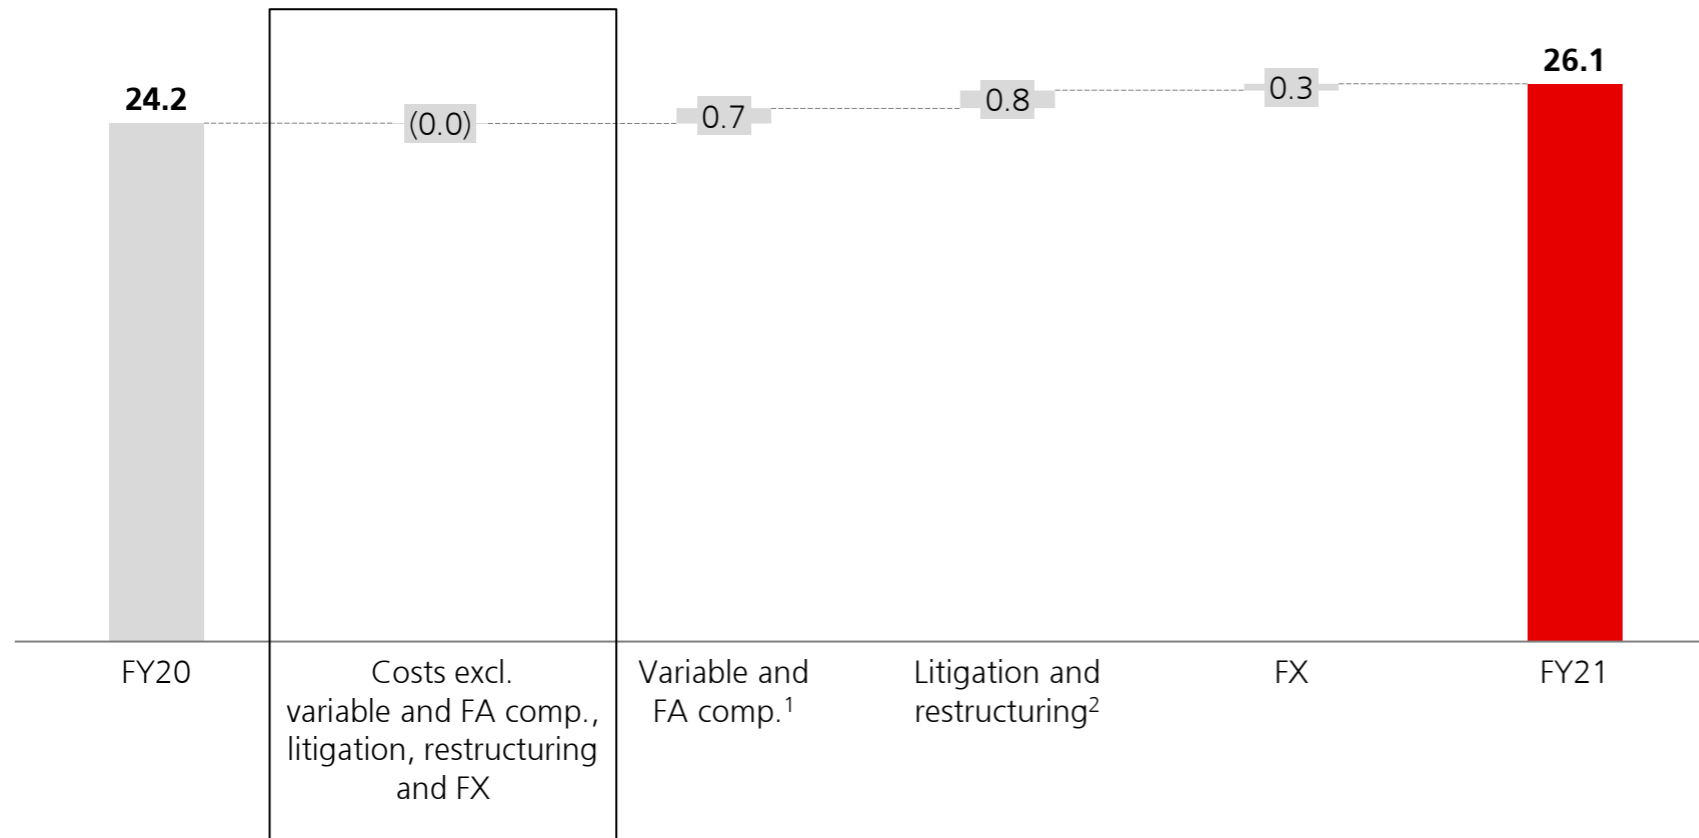 24.2
(0.0)
0.7
0.8
0.3
26.1
FY20
Costs excl.
variable and FA comp.,
litigation, restructuring
and FX
Variable and
FA comp.¹
Litigation and
restructuring²
FX
FY21